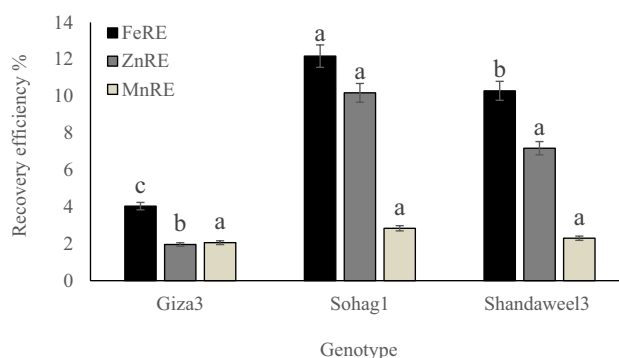 Recovery efficiency %
14
12
10
8
6
4
2
0
FeRE
ZnRE
MnRE
c
b
a
a
a
a
b
a
a
Giza3
Sohag1
Shandaweel3
Genotype